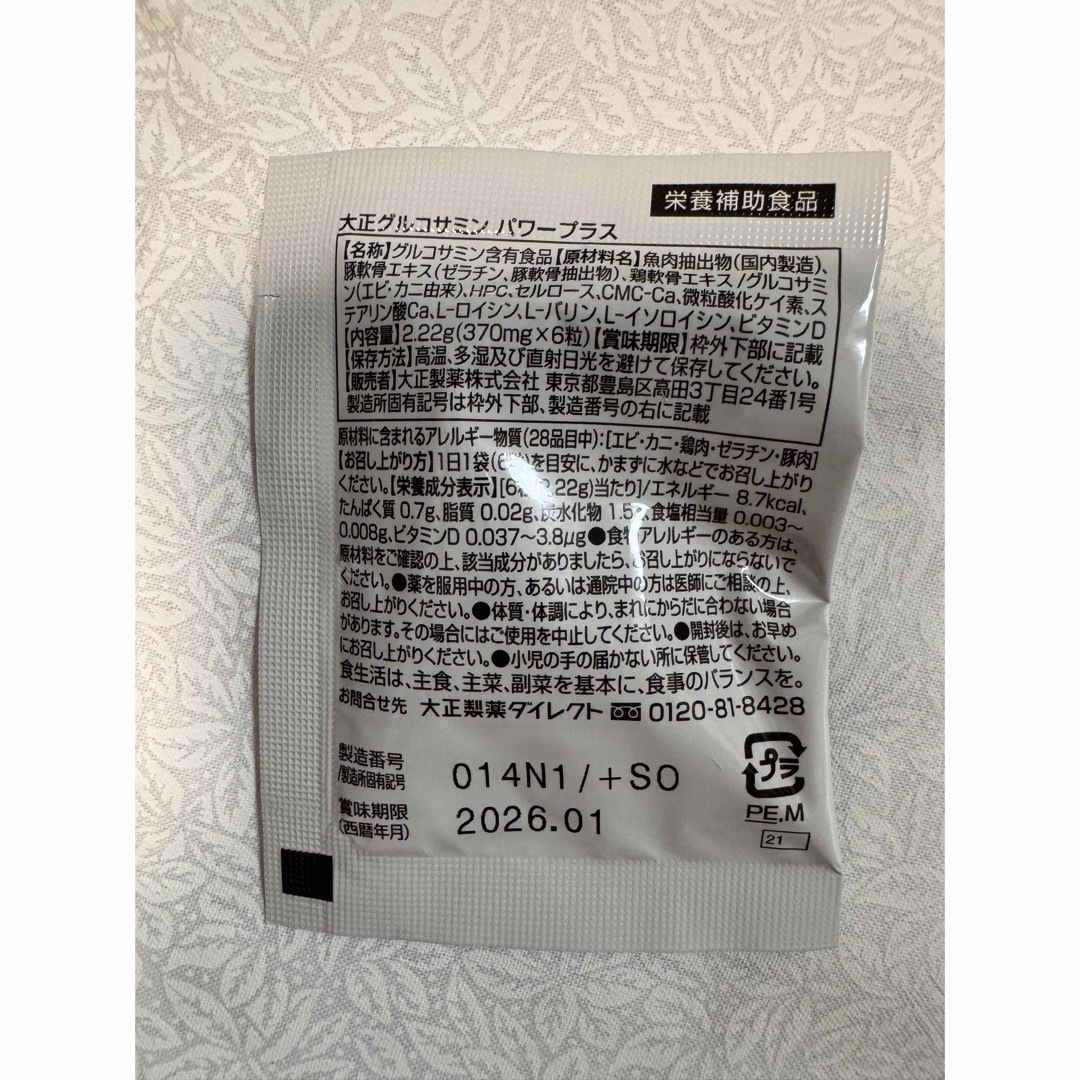 栄養補助食品
大正グルコサミン パワープラス
【名称】グルコサミン含有食品【原材料名】魚肉抽出物(国内製造)、
豚軟骨エキス(ゼラチン、豚軟骨抽出物)、鶏軟骨エキス/グルコサミ
ン(エビ・カニ由来)、HPC、セルロース、CMC-Ca、微粒酸化ケイ素、ス
テアリン酸Ca、L-ロイシン、L-バリン、L-イソロイシン、ビタミンD
【内容量】2.22g(370mg×6粒)【賞味期限】枠外下部に記載
【保存方法】高温、多湿及び直射日光を避けて保存してください。
【販売者】大正製薬株式会社 東京都豊島区高田3丁目24番1号
製造所固有記号は枠外下部、製造番号の右に記載
原材料に含まれるアレルギー物質(28品目中):[エビ・カニ・鶏肉・ゼラチン・豚肉]
【お召し上がり方】1日1袋(6)を目安に、かまずに水などでお召し上がり
ください。【栄養成分表示】[6 2.22g)当たり]/エネルギー 8.7kcal、
たんぱく質 0.7g、脂質 0.02g、炭水化物 1.5 、食塩相当量 0.003〜
0.008g、ビタミンD 0.037〜3.8μg●食物アレルギーのある方は、
原材料をご確認の上、該当成分がありましたら、お召し上がりにならないで
ください。●薬を服用中の方、あるいは通院中の方は医師にご相談の上、
お召し上がりください。●体質・体調により、まれにからだに合わない場合
があります。その場合にはご使用を中止してください。●開封後は、お早め
にお召し上がりください。●小児の手の届かない所に保管してください。
食生活は、主食、主菜、副菜を基本に、食事のバランスを。
お問合せ先 大正製薬ダイレクト 0120-81-8428
製造番号
/製造所固有記号
014N1/+SO
賞味期限
(西暦年月)
2026.01
プラ
PE,M
21